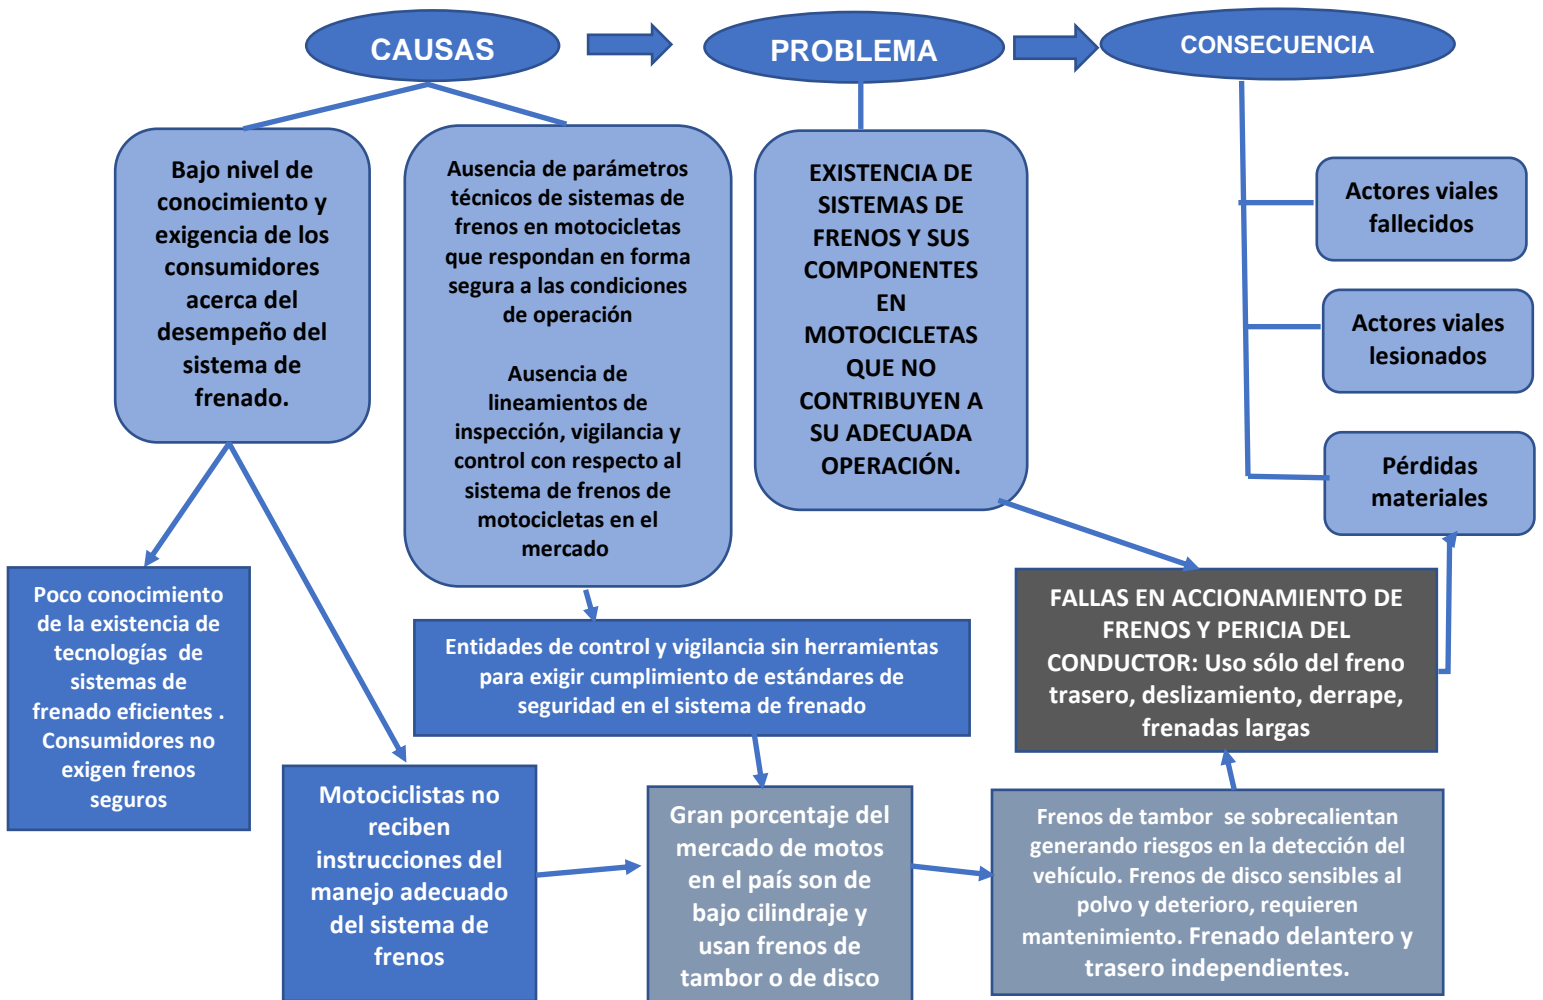 CAUSAS
PROBLEMA
CONSECUENCIA
Bajo nivel de
conocimiento y
exigencia de los
consumidores
acerca del
desempeño del
sistema de
frenado.
Ausencia de parámetros
técnicos de sistemas de
frenos en motocicletas
que respondan en forma
segura a las condiciones
de operación
Ausencia de
lineamientos de
inspección, vigilancia y
control con respecto al
sistema de frenos de
motocicletas en el
mercado
EXISTENCIA DE
SISTEMAS DE
FRENOS Y SUS
COMPONENTES
EN
MOTOCICLETAS
QUE NO
CONTRIBUYEN A
SU ADECUADA
OPERACIÓN.
Actores viales
fallecidos
Actores viales
lesionados
Pérdidas
materiales
Poco conocimiento
de la existencia de
tecnologías de
sistemas de
frenado eficientes .
Consumidores no
exigen frenos
seguros
Entidades de control y vigilancia sin herramientas
para exigir cumplimiento de estándares de
seguridad en el sistema de frenado
FALLAS EN ACCIONAMIENTO DE
FRENOS Y PERICIA DEL
CONDUCTOR: Uso sólo del freno
trasero, deslizamiento, derrape,
frenadas largas
Motociclistas no
reciben
instrucciones del
manejo adecuado
del sistema de
frenos
Gran porcentaje del
mercado de motos
en el país son de
bajo cilindraje y
usan frenos de
tambor o de disco
Frenos de tambor se sobrecalientan
generando riesgos en la detección del
vehículo. Frenos de disco sensibles al
polvo y deterioro, requieren
mantenimiento. Frenado delantero y
trasero independientes.